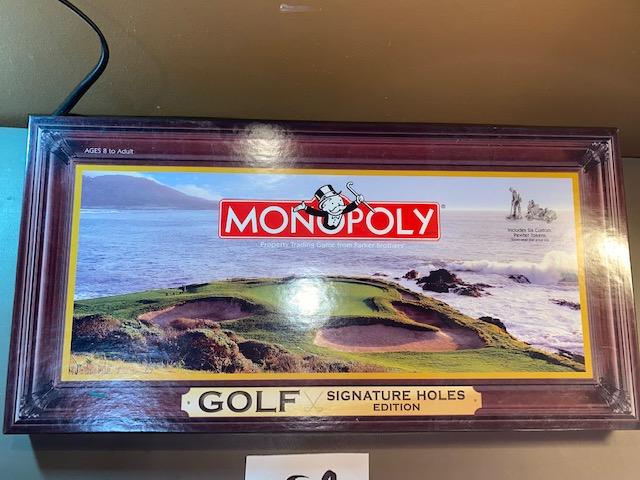 AGES 8 to Adult
MONOPOLY
Property Trading Game from Parker Brothers
Includes Six Custom
Pewter Tokens
GOLF SIGNATURE HOLES
EDITION